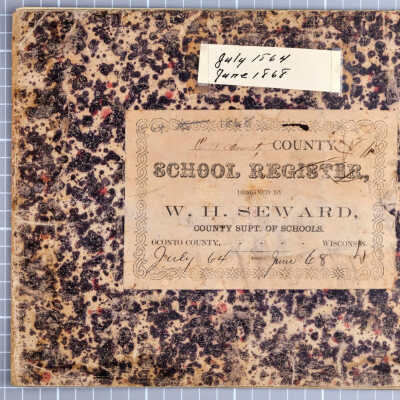 July 1864
June 1868
COUNTY
SCHOOL REGISTER,
DESIGNED BY
W. H. SEWARD,
COUNTY SUPT. OF SCHOOLS.
OCONTO COUNTY, WISCONSIN.
July 64 — June 68